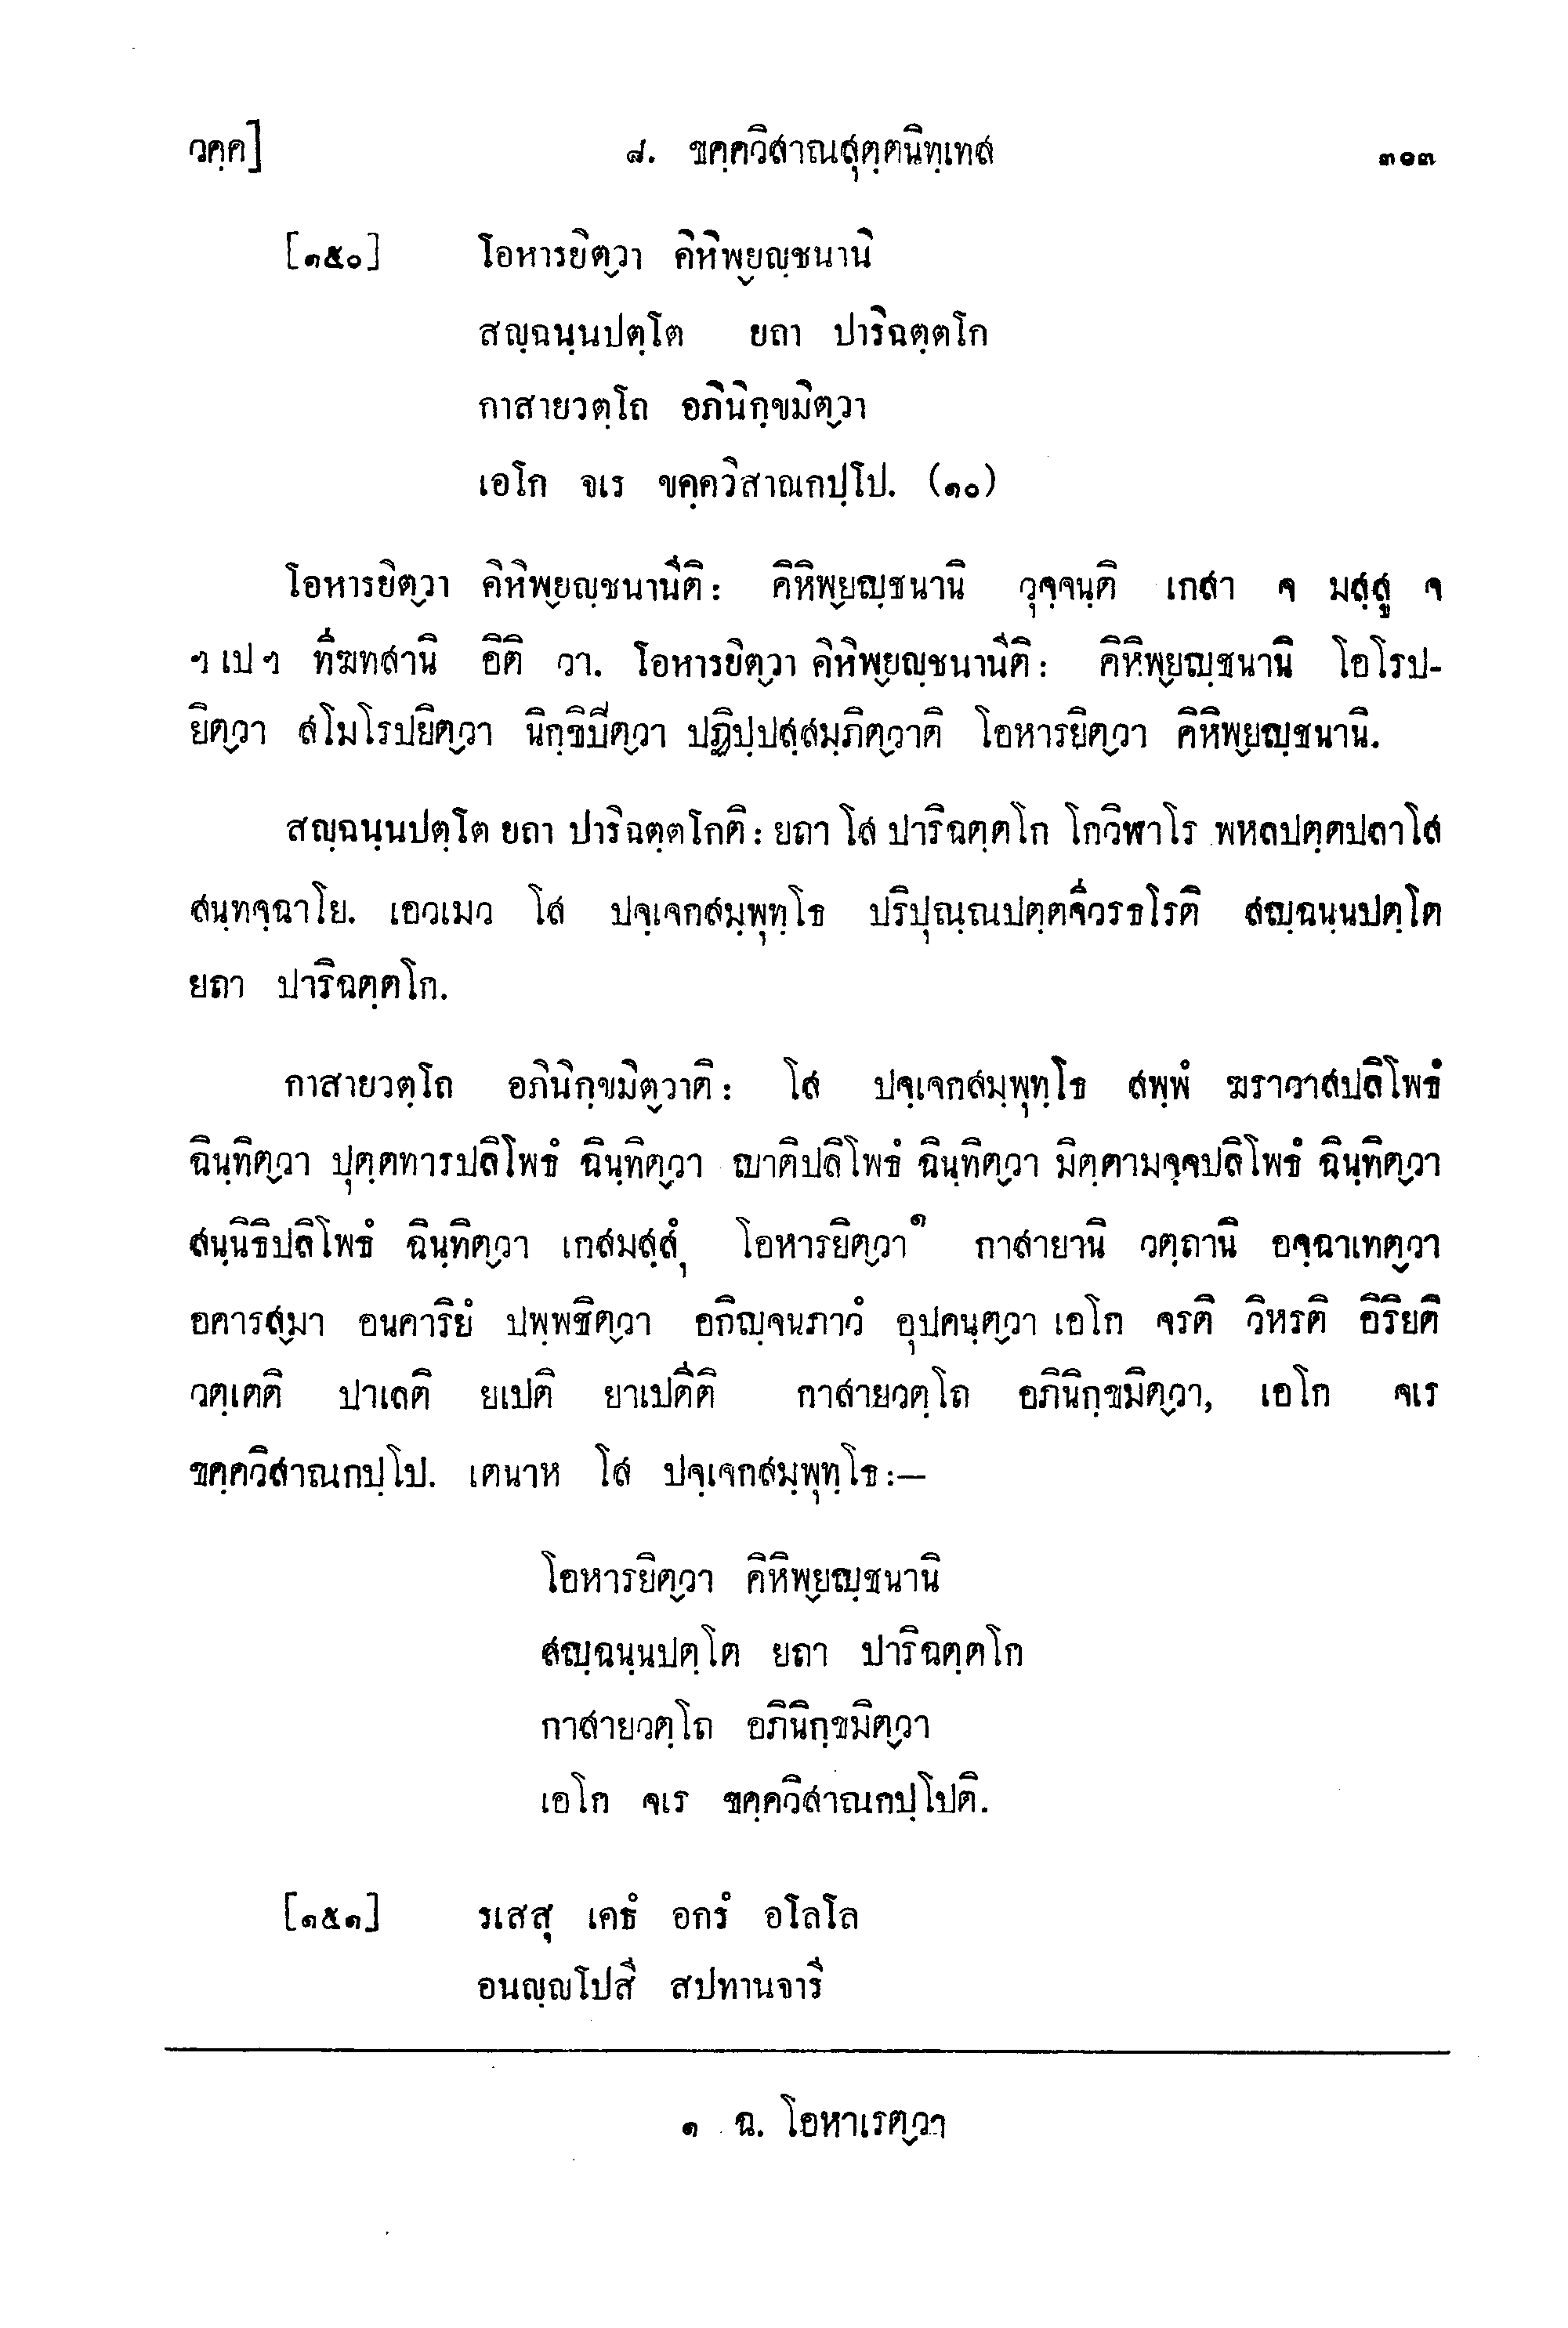 วคฺค]	๘. ขคฺควิสาณสุตฺตนิทฺเทส	๓๐๓
[๑๕๐] โอหารยิตฺวา คิหิพฺยญฺชนานิ
สญฺฉนฺนปตฺโต ยถา ปาริฉตฺตโก
กาสายวตฺโถ อภินิกฺขมิตฺวา
เอโก จเร ขคฺควิสาณกปฺโป. (๑๐)
โอหารยิตฺวา คิหิพฺยญฺชนานีติ: คิหิพฺยญฺชนานิ วุจฺจนฺติ เกสา จ มสฺสู จ
ฯ เป ฯ ทีฆทสานิ อิติ วา. โอหารยิตฺวา คิหิพฺยญฺชนานีติ: คิหิพฺยญฺชนานิ โอโรป-
ยิตฺวา สโมโรปยิตฺวา นิกฺขิปิตฺวา ปฏิปฺปสฺสมฺภิตฺวาติ โอหารยิตฺวา คิหิพฺยญฺชนานิ.
สญฺฉนฺนปตฺโต ยถา ปาริฉตฺตโกติ: ยถา โส ปาริฉตฺตโก โกวิฬาโร พหลปตฺตปลาโส
สนฺทจฺฉาโย. เอวเมว โส ปจฺเจกสมฺพุทฺโธ ปริปุณฺณปตฺตจีวรธโรติ สญฺฉนฺนปตฺโต
ยถา ปาริฉตฺตโก.
กาสายวตฺโถ อภินิกฺขมิตฺวาติ: โส ปจฺเจกสมฺพุทฺโธ สพฺพํ ฆราวาสปลิโพธํ
ฉินฺทิตฺวา ปุตฺตทารปลิโพธํ ฉินฺทิตฺวา ญาติปลิโพธํ ฉินฺทิตฺวา มิตฺตามจฺจปลิโพธํ ฉินฺทิตฺวา
สนฺนิธิปลิโพธํ ฉินฺทิตฺวา เกสมสฺสุํ โอหารยิตฺวา๑ กาสายานิ วตฺถานิ อจฺฉาเทตฺวา
อคารสฺมา อนคาริยํ ปพฺพชิตฺวา อกิญฺจนภาวํ อุปคนฺตฺวา เอโก จรติ วิหรติ อิริยติ
วตฺเตติ ปาเลติ ยเปติ ยาเปตีติ กาสายวตฺโถ อภินิกฺขมิตฺวา, เอโก จเร
ขคฺควิสาณกปฺโป. เตนาห โส ปจฺเจกสมฺพุทฺโธ:—
โอหารยิตฺวา คิหิพฺยญฺชนานิ
สญฺฉนฺนปตฺโต ยถา ปาริฉตฺตโก
กาสายวตฺโถ อภินิกฺขมิตฺวา
เอโก จเร ขคฺควิสาณกปฺโปติ.
[๑๕๑] รเสสุ เคธํ อกรํ อโลโล
อนญฺญโปสี สปทานจารี
๑ ฉ. โอหาเรตฺวา